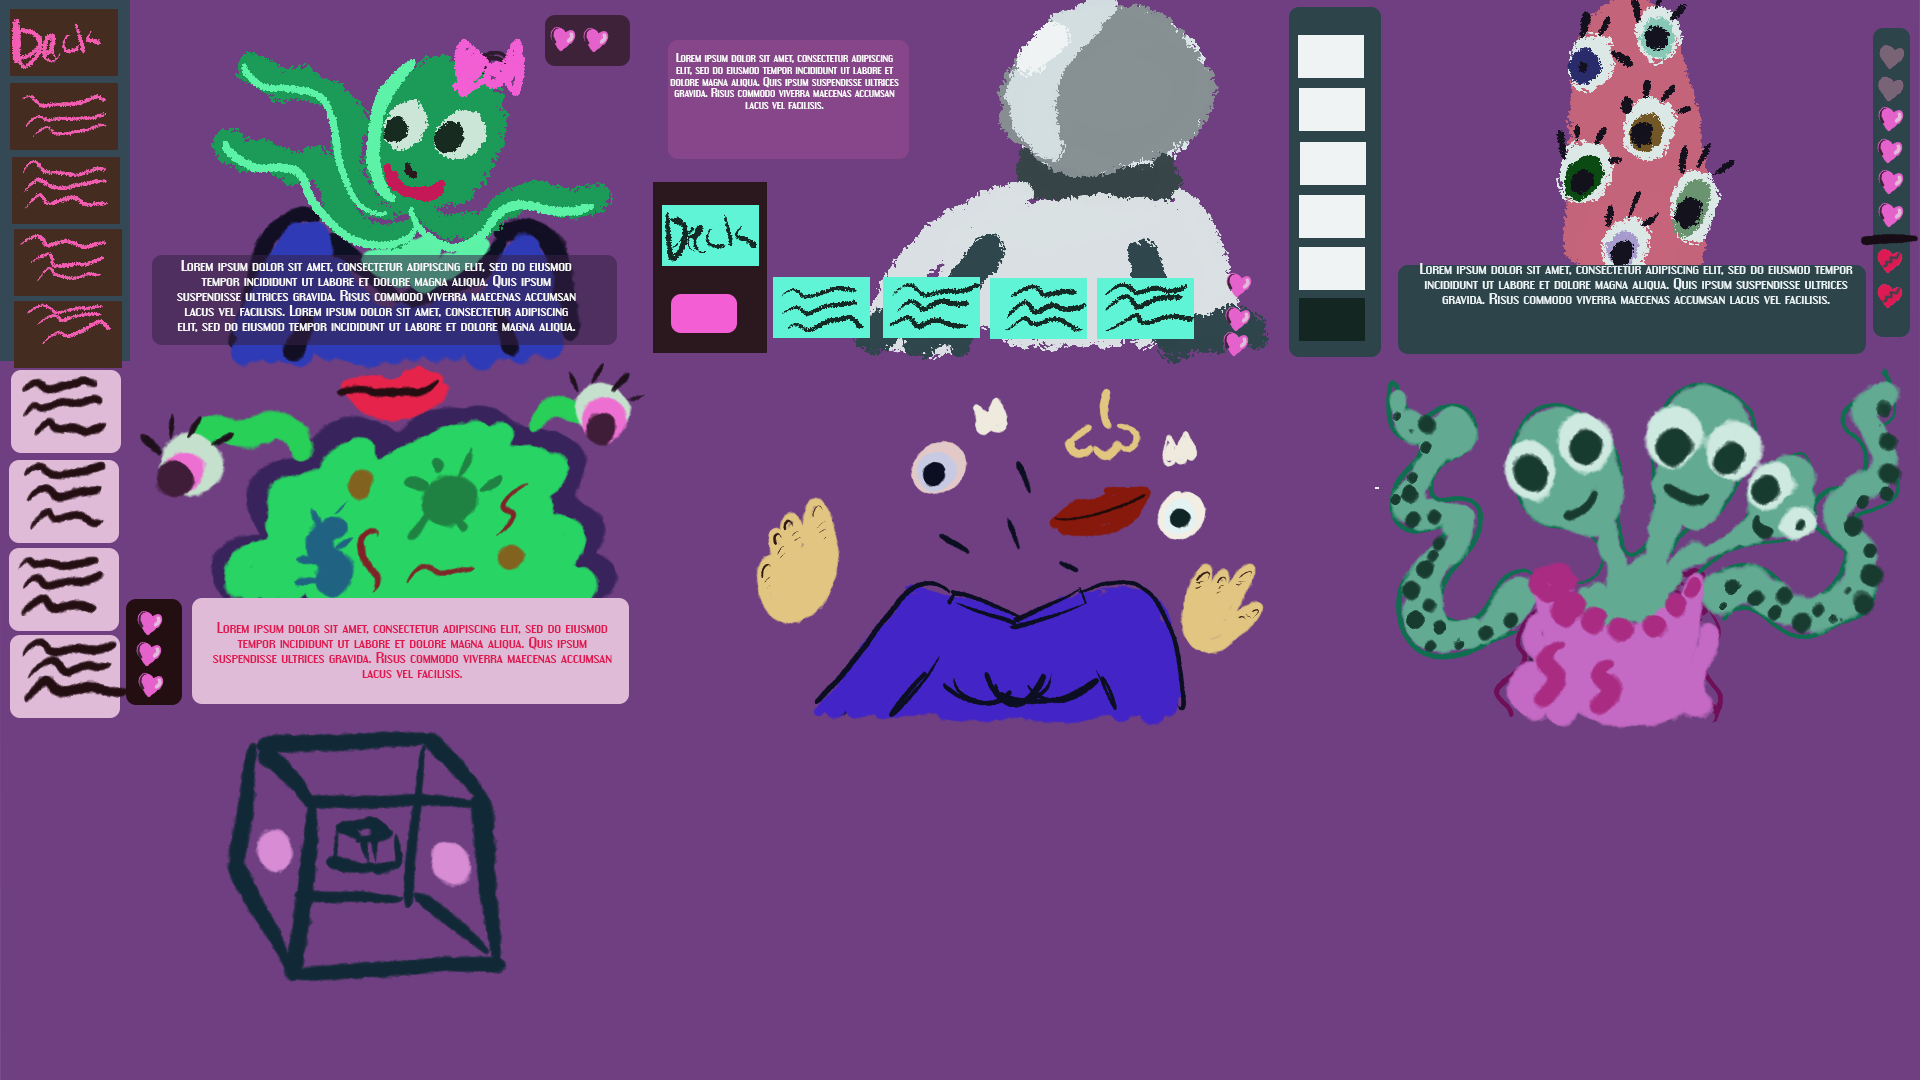 Deck
Lorem ipsum dolor sit amet, consectetur adipiscing elit, sed do eiusmod
tempor incididunt ut labore et dolore magna aliqua. Quis ipsum
suspendisse ultrices gravida. Risus commodo viverra maecenas accumsan
lacus vel facilisis. Lorem ipsum dolor sit amet, consectetur adipiscing
elit, sed do eiusmod tempor incididunt ut labore et dolore magna aliqua.
Lorem ipsum dolor sit amet, consectetur adipiscing
elit, sed do eiusmod tempor incididunt ut labore et
dolore magna aliqua. Quis ipsum suspendisse ultrices
gravida. Risus commodo viverra maecenas accumsan
lacus vel facilisis.
Deck
Lorem ipsum dolor sit amet, consectetur adipiscing elit, sed do eiusmod tempor
incididunt ut labore et dolore magna aliqua. Quis ipsum suspendisse ultrices
gravida. Risus commodo viverra maecenas accumsan lacus vel facilisis.
Lorem ipsum dolor sit amet, consectetur adipiscing elit, sed do eiusmod
tempor incididunt ut labore et dolore magna aliqua. Quis ipsum
suspendisse ultrices gravida. Risus commodo viverra maecenas accumsan
lacus vel facilisis.